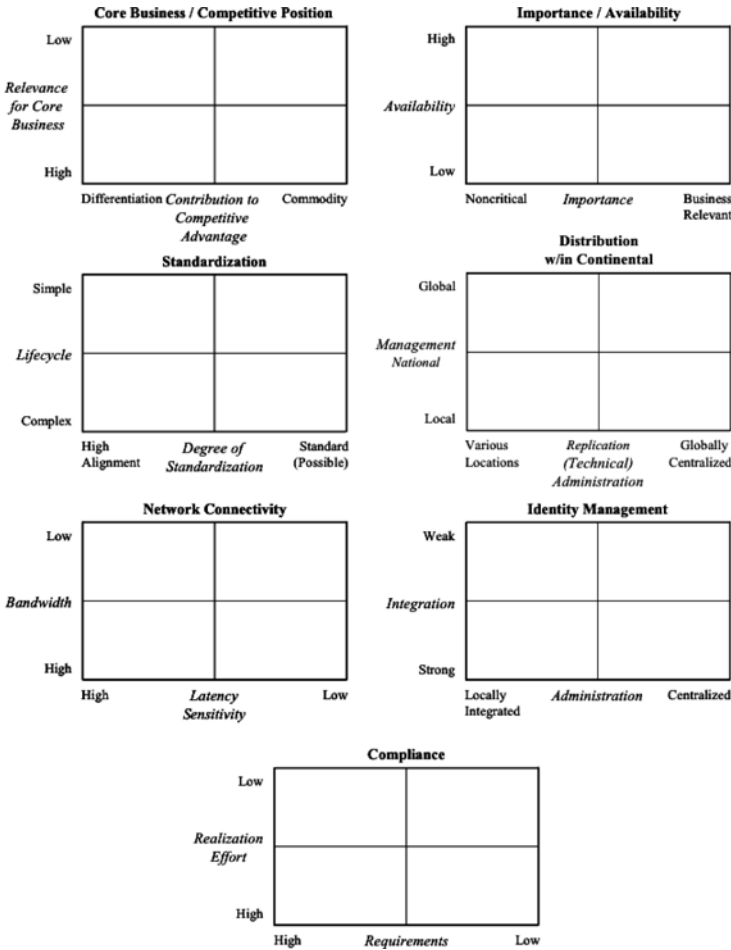 Core Business / Competitive Position
Low
Relevance
for Core
Business
High
Differentiation
Contribution to
Competitive
Advantage
Commodity
Importance / Availability
High
Availability
Low
Noncritical
Importance
Business
Relevant
Standardization
Simple
Lifecycle
Complex
High
Alignment
Degree of
Standardization
Standard
(Possible)
Distribution
w/in Continental
Global
Management
National
Local
Various
Locations
Replication
(Technical)
Administration
Globally
Centralized
Network Connectivity
Low
Bandwidth
High
High
Latency
Sensitivity
Low
Identity Management
Weak
Integration
Strong
Locally
Integrated
Administration
Centralized
Compliance
Low
Realization
Effort
High
High
Requirements
Low